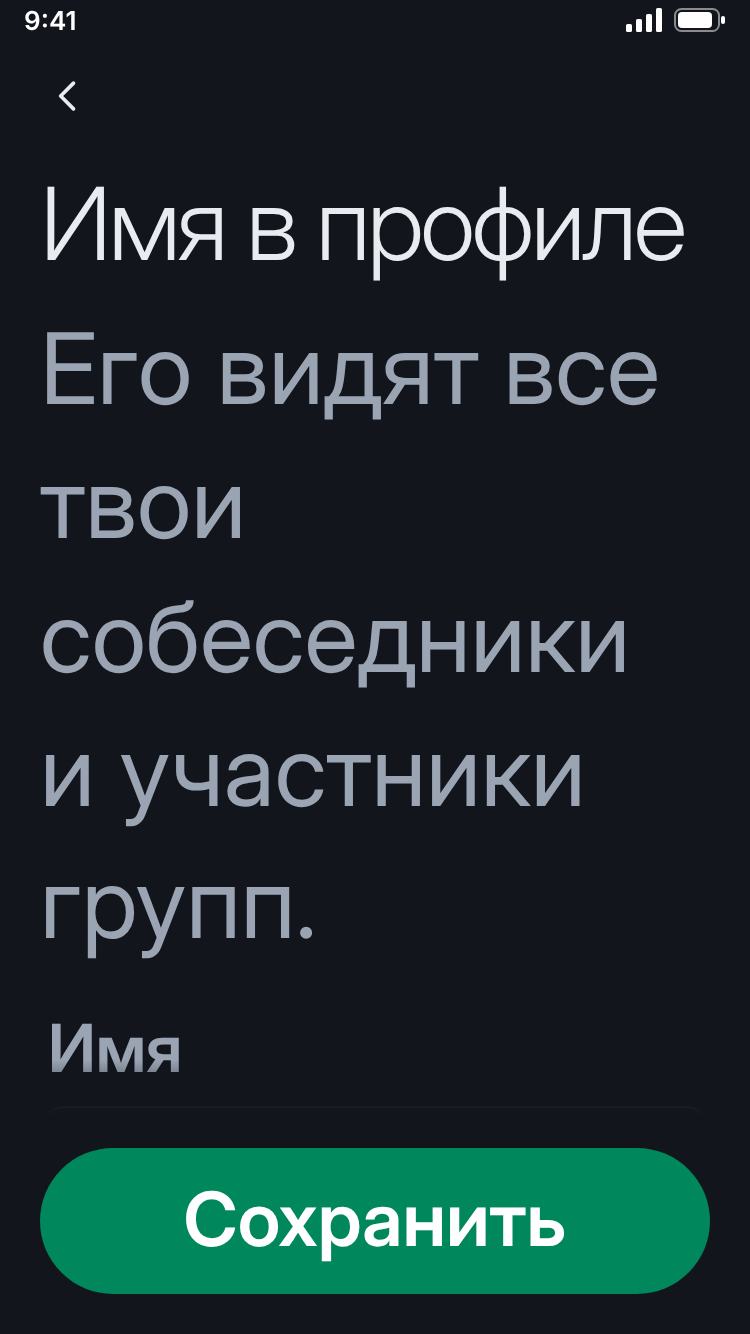 9:41
Имя в профиле
Его видят все
твои
собеседники
и участники
групп.
Имя
Сохранить